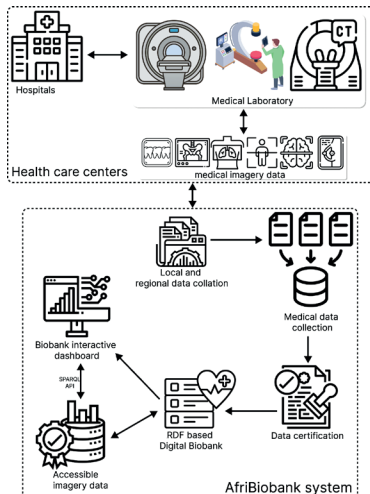 CT
Hospitals
Medical Laboratory
medical imagery data
Health care centers
Local and
regional data collation
Medical data
collection
Biobank interactive
dashboard
SPARQL
API
RDF based
Digital Biobank
Data certification
Accessible
imagery data
AfriBiobank system